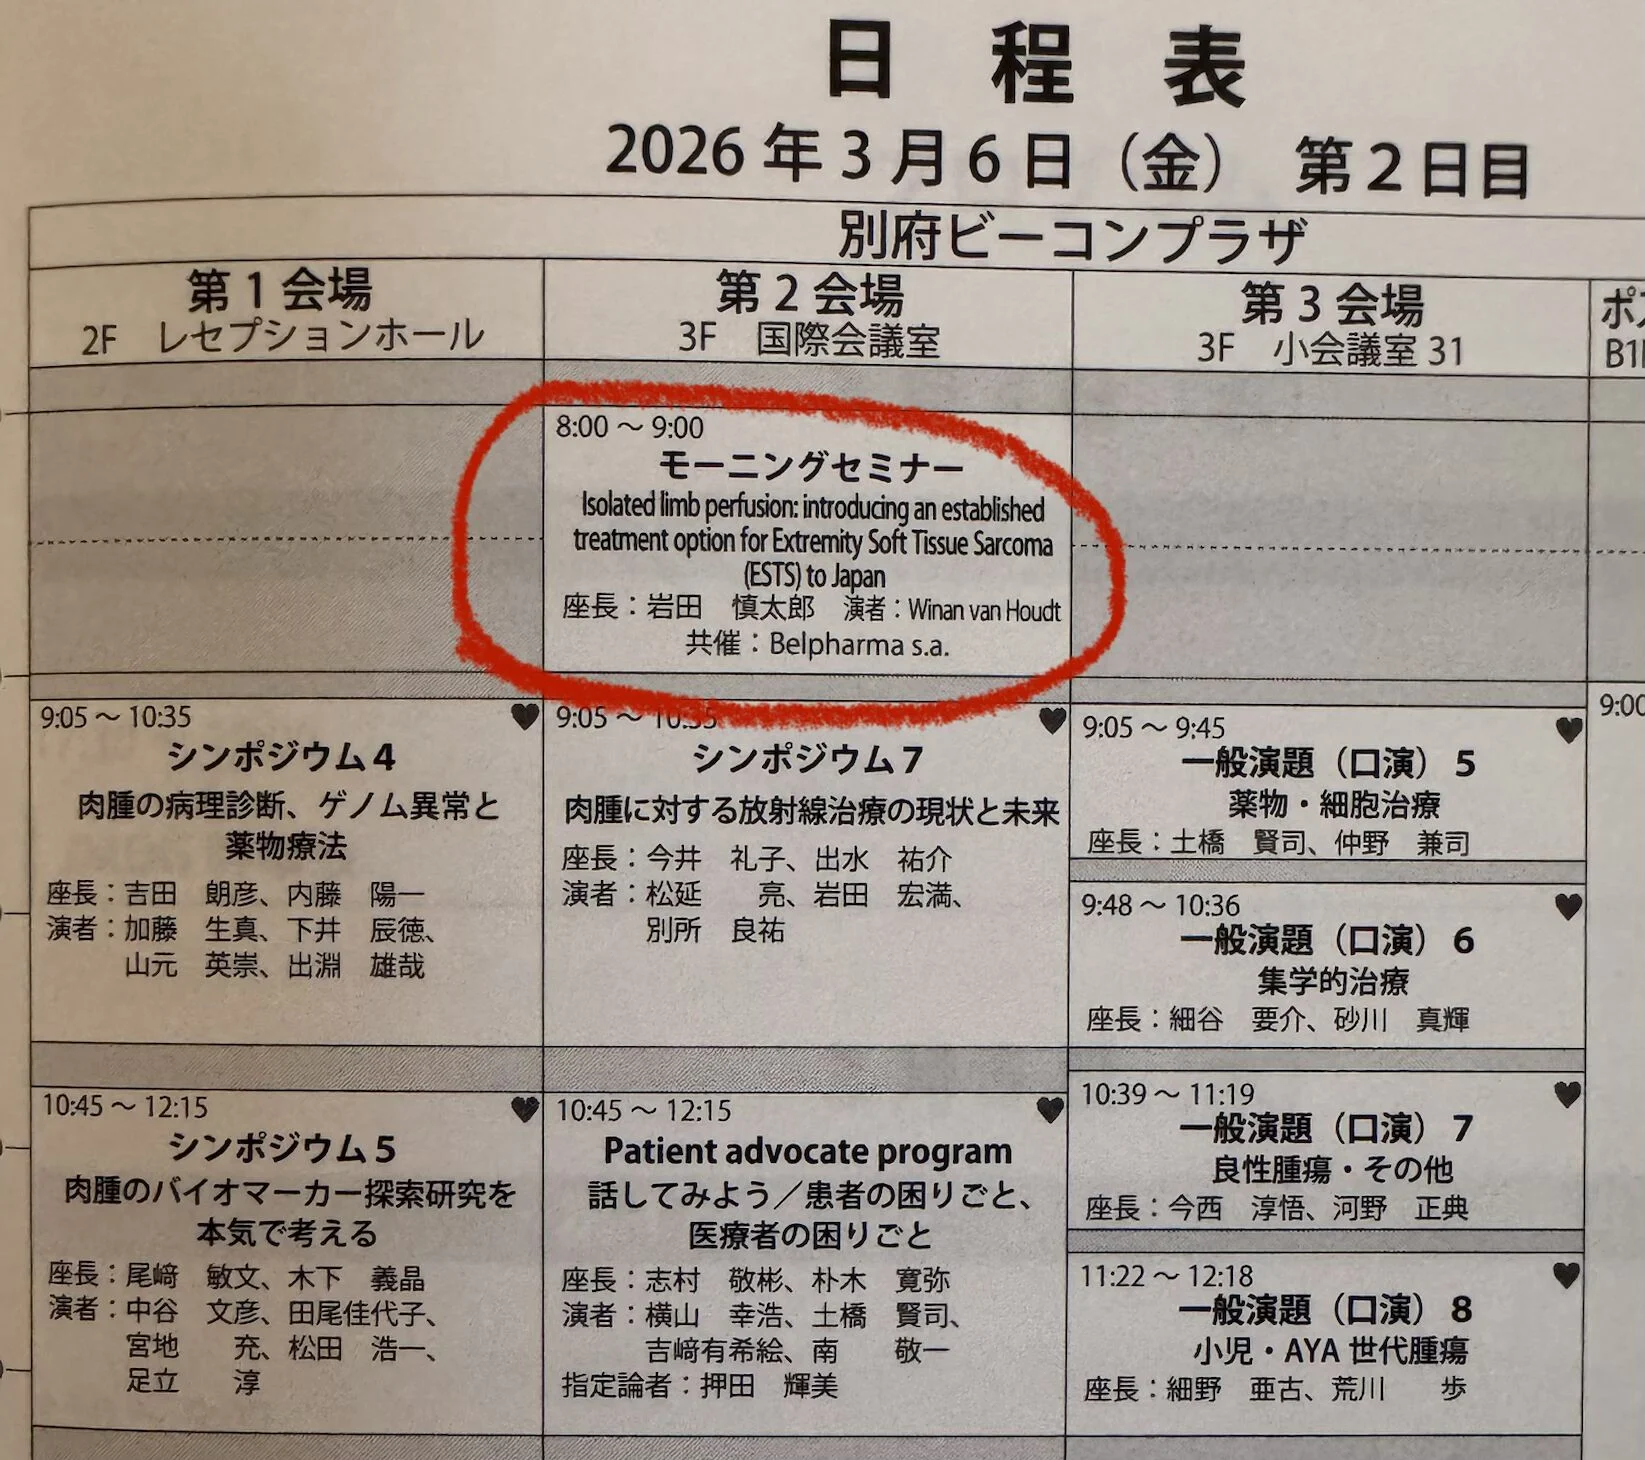 日程表
2026年3月6日（金） 第2日目
別府ビーコンプラザ
第1会場
2F レセプションホール
第2会場
3F 国際会議室
第3会場
3F 小会議室31
8:00 ～ 9:00
モーニングセミナー
Isolated limb perfusion: introducing an established
treatment option for Extremity Soft Tissue Sarcoma
(ESTS) to Japan
座長：岩田 慎太郎 演者：Winan van Houdt
共催：Belpharma s.a.
9:05 ～ 10:35 ♥
シンポジウム4
肉腫の病理診断、ゲノム異常と
薬物療法
座長：吉田 朗彦、内藤 陽一
演者：加藤 生真、下井 辰徳、
山元 英崇、出淵 雄哉
9:05 ～ 10:35 ♥
シンポジウム7
肉腫に対する放射線治療の現状と未来
座長：今井 礼子、出水 祐介
演者：松延 亮、岩田 宏満、
別所 良祐
9:05 ～ 9:45 ♥
一般演題（口演）5
薬物・細胞治療
座長：土橋 賢司、仲野 兼司
9:48 ～ 10:36 ♥
一般演題（口演）6
集学的治療
座長：細谷 要介、砂川 真輝
10:45 ～ 12:15 ♥
シンポジウム5
肉腫のバイオマーカー探索研究を
本気で考える
座長：尾﨑 敏文、木下 義晶
演者：中谷 文彦、田尾佳代子、
宮地 充、松田 浩一、
足立 淳
10:45 ～ 12:15 ♥
Patient advocate program
話してみよう／患者の困りごと、
医療者の困りごと
座長：志村 敬彬、朴木 寛弥
演者：横山 幸浩、土橋 賢司、
吉﨑有希絵、南 敬一
指定論者：押田 輝美
10:39 ～ 11:19 ♥
一般演題（口演）7
良性腫瘍・その他
座長：今西 淳悟、河野 正典
11:22 ～ 12:18 ♥
一般演題（口演）8
小児・AYA世代腫瘍
座長：細野 亜古、荒川 歩
9:00